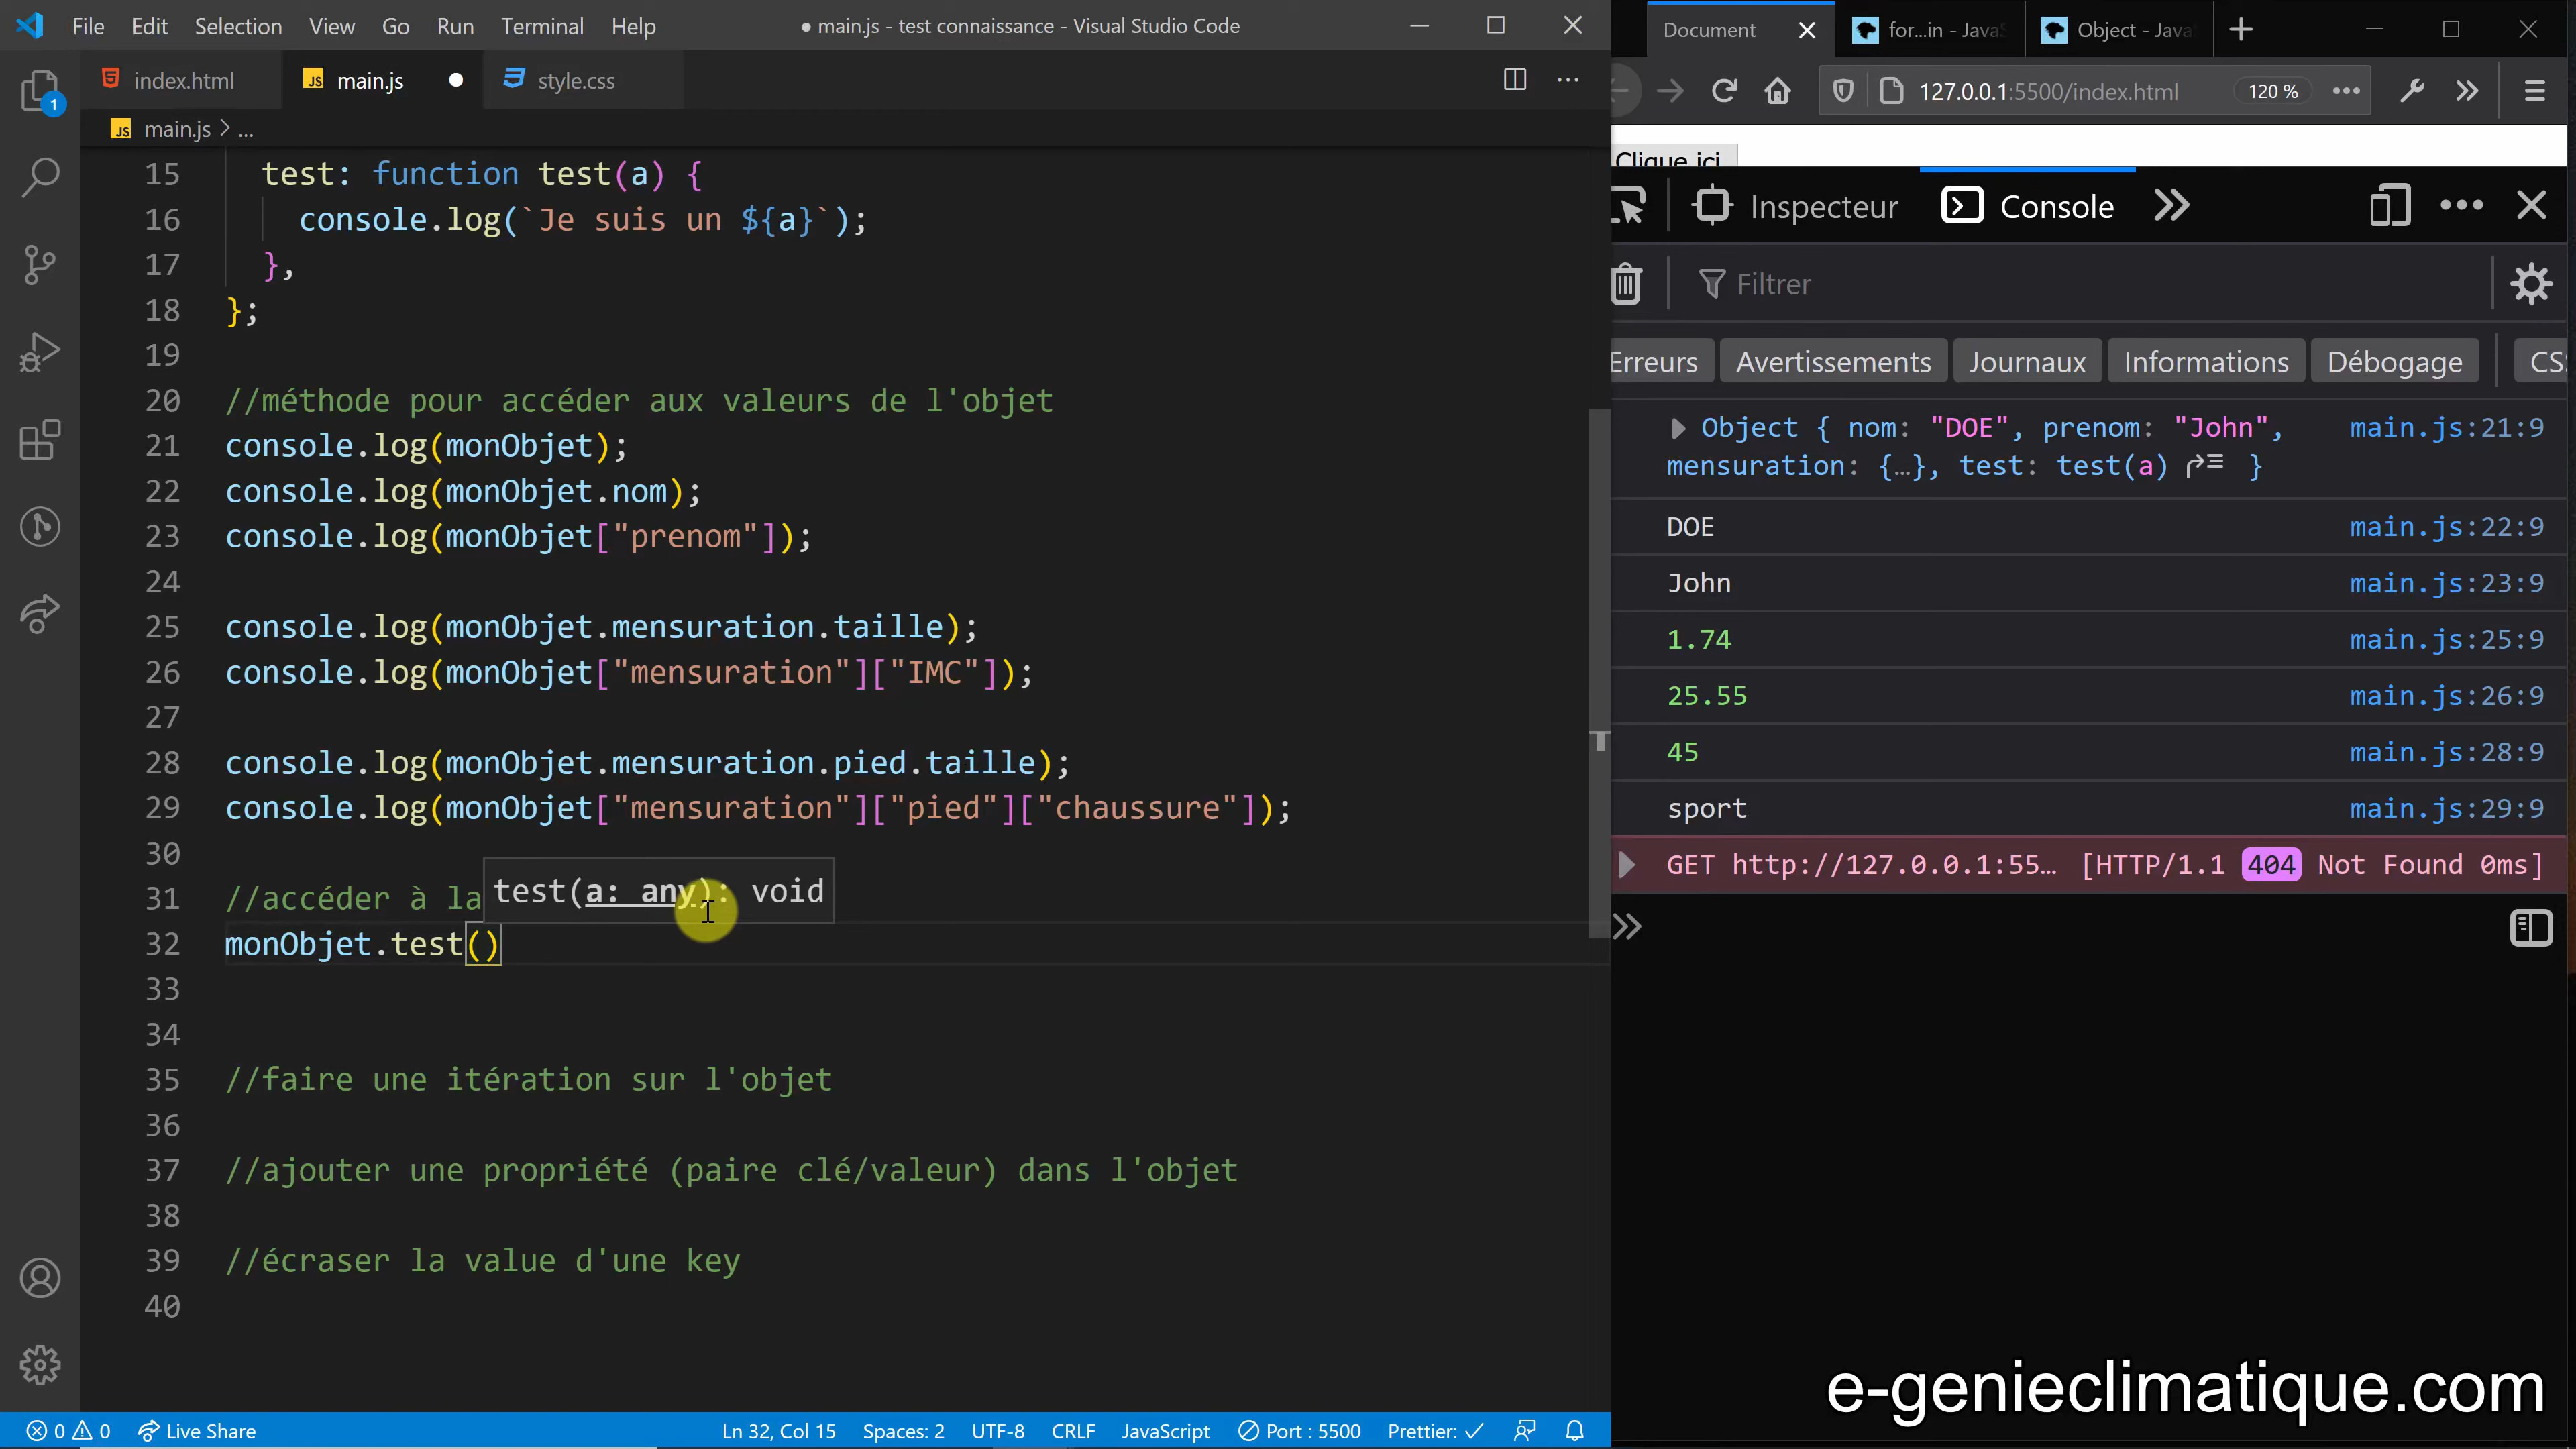 File Edit Selection View Go Run Terminal Help
● main.js - test connaissance - Visual Studio Code
index.html
main.js
style.css
main.js > ...
15 test: function test(a) {
16 console.log(`Je suis un ${a}`);
17 },
18 };
19
20 //méthode pour accéder aux valeurs de l'objet
21 console.log(monObjet);
22 console.log(monObjet.nom);
23 console.log(monObjet["prenom"]);
24
25 console.log(monObjet.mensuration.taille);
26 console.log(monObjet["mensuration"]["IMC"]);
27
28 console.log(monObjet.mensuration.pied.taille);
29 console.log(monObjet["mensuration"]["pied"]["chaussure"]);
30
test(a: any): void
31 //accéder à la
32 monObjet.test()
33
34
35 //faire une itération sur l'objet
36
37 //ajouter une propriété (paire clé/valeur) dans l'objet
38
39 //écraser la value d'une key
40
1
0 0 Live Share
Ln 32, Col 15 Spaces: 2 UTF-8 CRLF JavaScript Port : 5500 Prettier: ✓
Document
for...in - JavaS
Object - Java
127.0.0.1:5500/index.html 120 %
Clique ici
Inspecteur Console
Filtrer
Erreurs Avertissements Journaux Informations Débogage CS
Object { nom: "DOE", prenom: "John", main.js:21:9
mensuration: {…}, test: test(a) }
DOE main.js:22:9
John main.js:23:9
1.74 main.js:25:9
25.55 main.js:26:9
45 main.js:28:9
sport main.js:29:9
GET http://127.0.0.1:55… [HTTP/1.1 404 Not Found 0ms]
e-genieclimatique.com